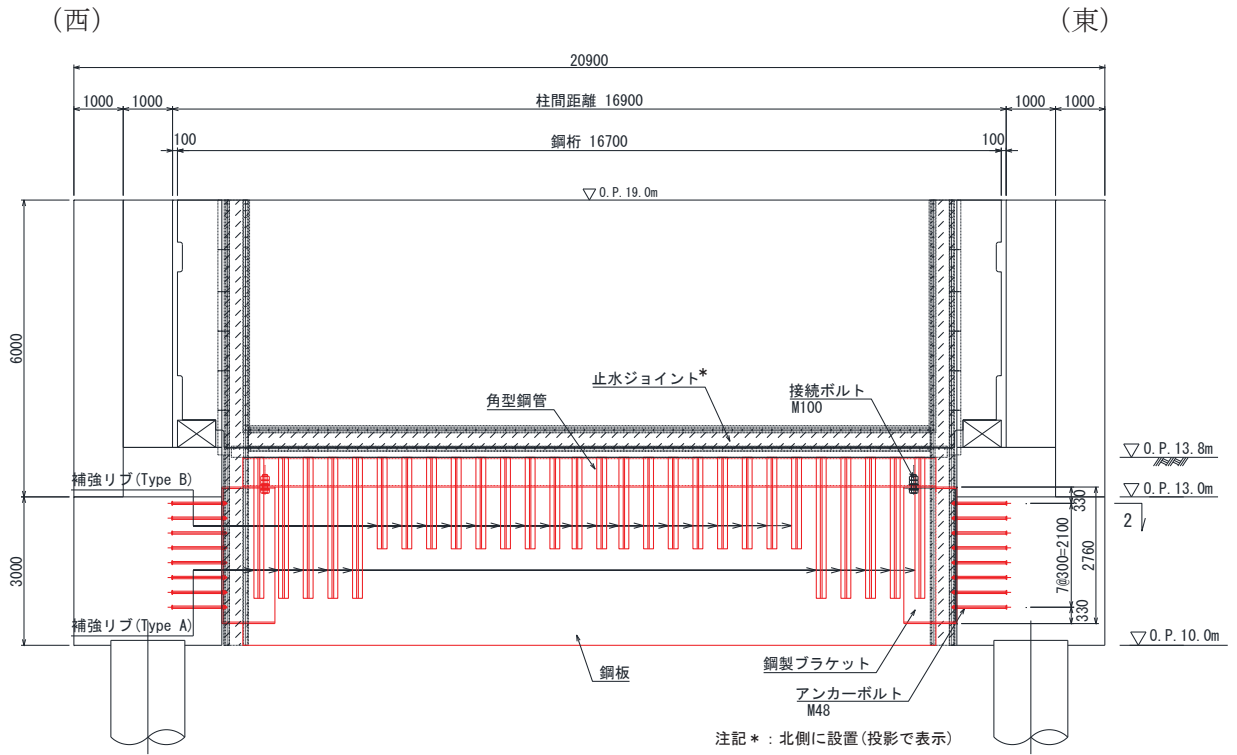 (西)
(東)
20900
1000
1000
柱間距離 16900
1000
1000
100
鋼桁 16700
100
▽O.P.19.0m
6000
止水ジョイント*
接続ボルト
M100
角型鋼管
▽O.P.13.8m
補強リブ(Type B)
▽O.P.13.0m
330
2
7@300=2100
2760
3000
330
補強リブ(Type A)
▽O.P.10.0m
鋼製ブラケット
鋼板
アンカーボルト
M48
注記*:北側に設置(投影で表示)